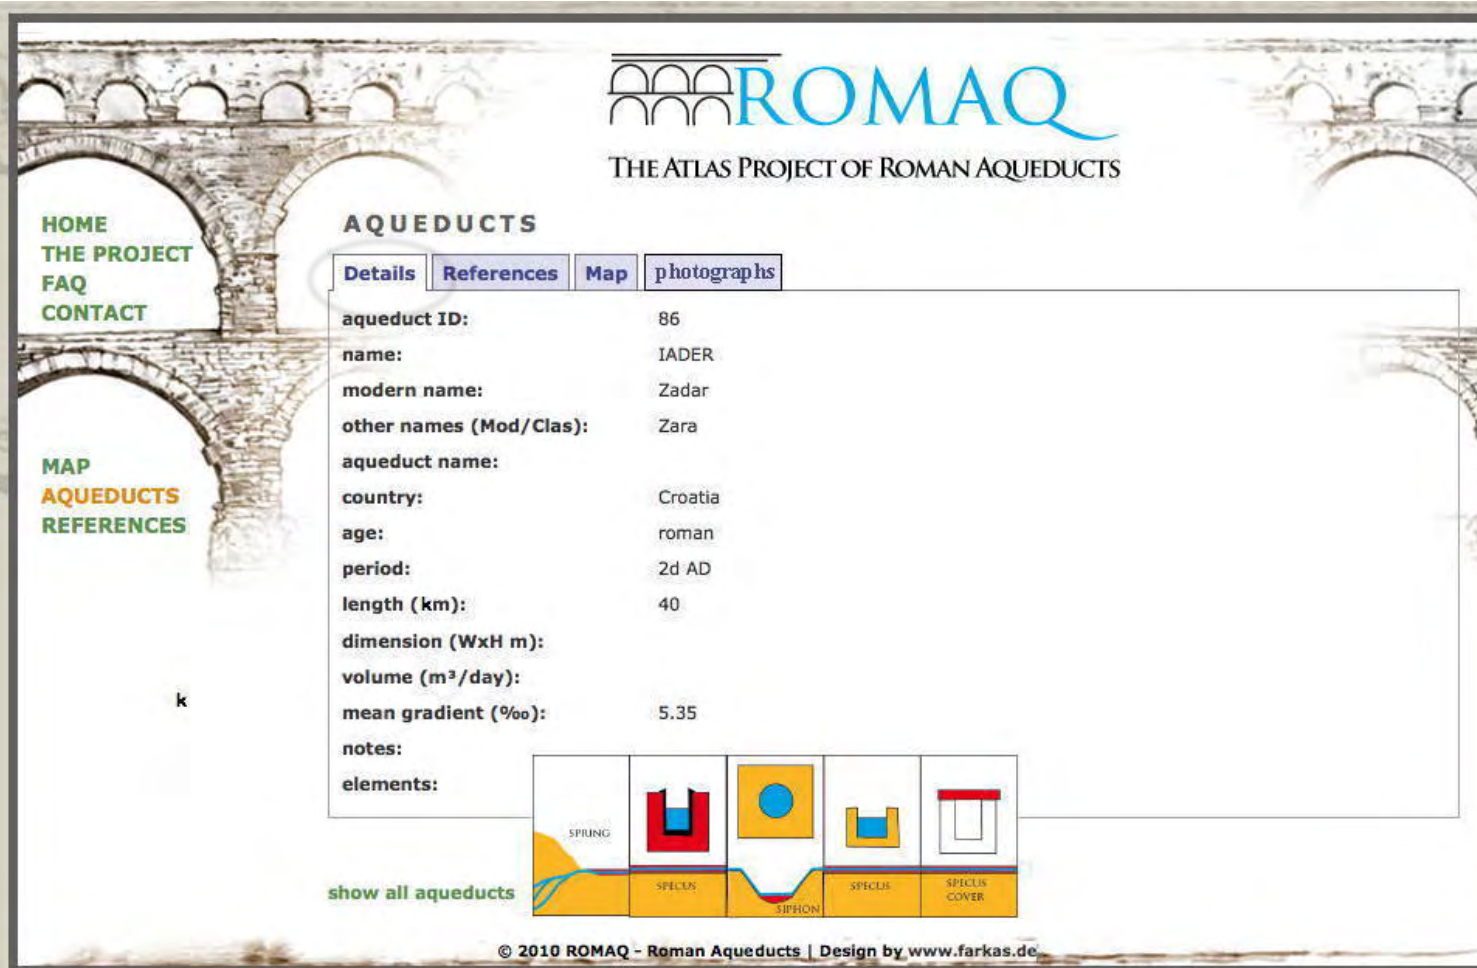 ROMAQ
THE ATLAS PROJECT OF ROMAN AQUEDUCTS
HOME
THE PROJECT
FAQ
CONTACT
MAP
AQUEDUCTS
REFERENCES
k
AQUEDUCTS
Details References Map photographs
aqueduct ID: 86
name: IADER
modern name: Zadar
other names (Mod/Clas): Zara
aqueduct name:
country: Croatia
age: roman
period: 2d AD
length (km): 40
dimension (WxH m):
volume (m³/day):
mean gradient (‰): 5.35
notes:
elements:
SPRING
SPECUS
SIPHON
SPECUS
SPECUS
COVER
show all aqueducts
© 2010 ROMAQ - Roman Aqueducts | Design by www.farkas.de